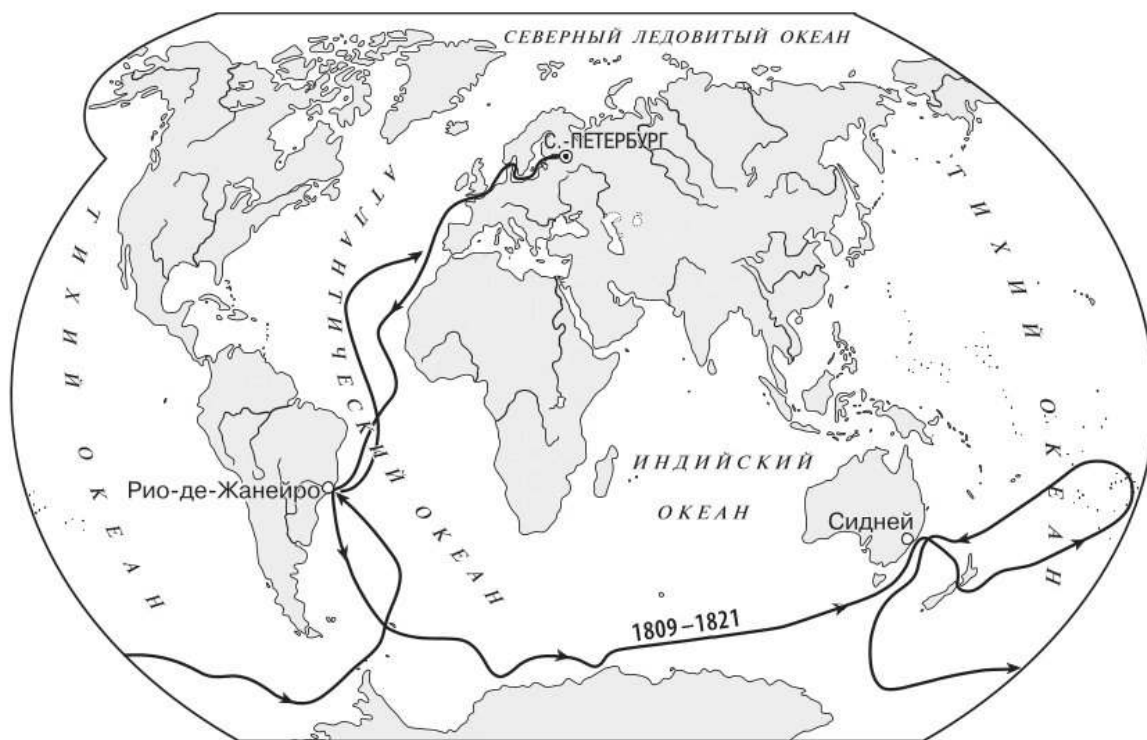 СЕВЕРНЫЙ ЛЕДОВИТЫЙ ОКЕАН
С.-ПЕТЕРБУРГ
АТЛАНТИЧЕСКИЙ ОКЕАН
ТИХИЙ ОКЕАН
ТИХИЙ ОКЕАН
ИНДИЙСКИЙ
ОКЕАН
Рио-де-Жанейро
Сидней
1809–1821